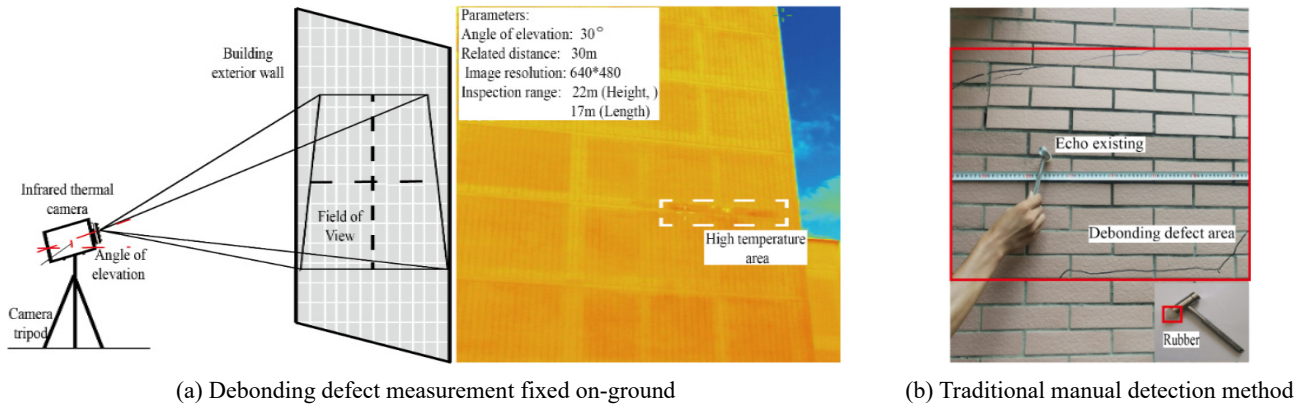 Building
exterior wall
Infrared thermal
camera
Field of
View
Angle of
elevation
Camera
tripod
Parameters:
Angle of elevation: 30°
Related distance: 30m
Image resolution: 640*480
Inspection range: 22m (Height, )
17m (Length)
High temperature
area
(a) Debonding defect measurement fixed on-ground
Echo existing
Debonding defect area
Rubber
(b) Traditional manual detection method